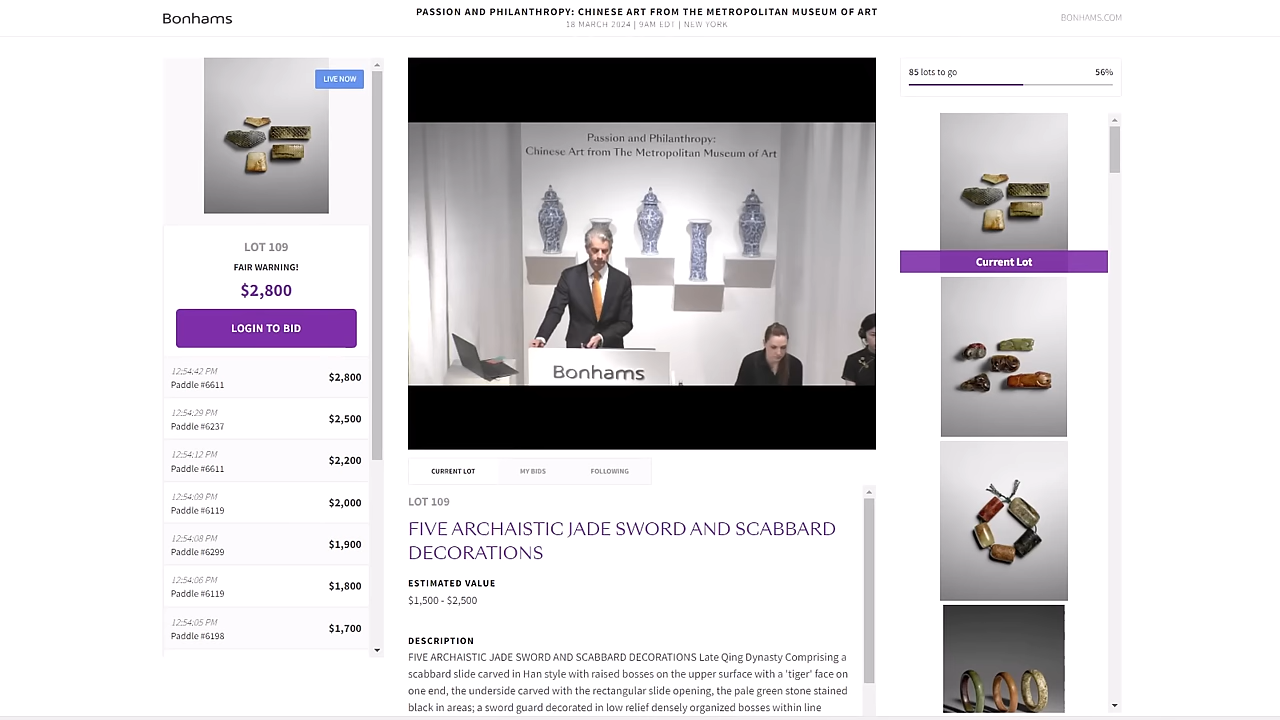 Bonhams
PASSION AND PHILANTHROPY: CHINESE ART FROM THE METROPOLITAN MUSEUM OF ART
18 MARCH 2024 | 9AM EDT | NEW YORK
BONHAMS.COM
LIVE NOW
LOT 109
FAIR WARNING!
$2,800
LOGIN TO BID
12:54:42 PM
Paddle #6611
$2,800
12:54:29 PM
Paddle #6237
$2,500
12:54:12 PM
Paddle #6611
$2,200
12:54:09 PM
Paddle #6119
$2,000
12:54:08 PM
Paddle #6299
$1,900
12:54:06 PM
Paddle #6119
$1,800
12:54:05 PM
Paddle #6198
$1,700
Passion and Philanthropy:
Chinese Art from The Metropolitan Museum of Art
Bonhams
CURRENT LOT
MY BIDS
FOLLOWING
LOT 109
FIVE ARCHAISTIC JADE SWORD AND SCABBARD
DECORATIONS
ESTIMATED VALUE
$1,500 - $2,500
DESCRIPTION
FIVE ARCHAISTIC JADE SWORD AND SCABBARD DECORATIONS Late Qing Dynasty Comprising a
scabbard slide carved in Han style with raised bosses on the upper surface with a 'tiger' face on
one end, the underside carved with the rectangular slide opening, the pale green stone stained
black in areas; a sword guard decorated in low relief densely organized bosses within line
85 lots to go
56%
Current Lot